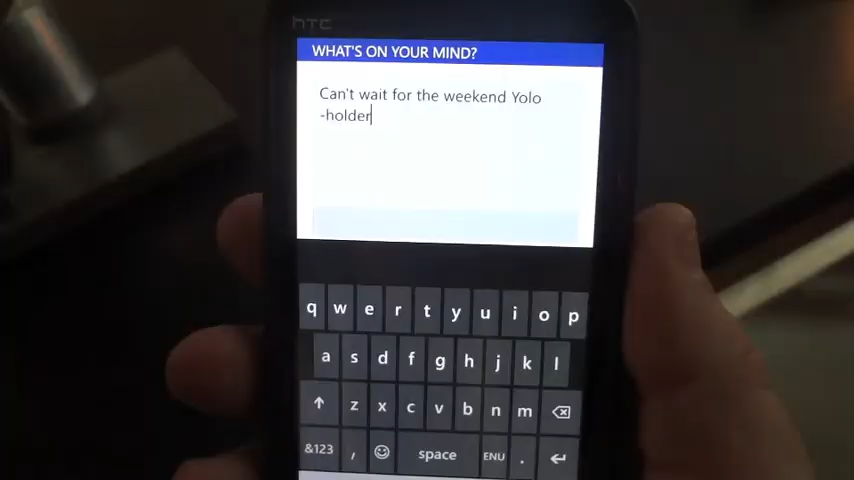 hTC
WHAT'S ON YOUR MIND?
Can't wait for the weekend Yolo
-holder
q w e r t y u i o p
a s d f g h j k l
z x c v b n m
&123 , space ENU .